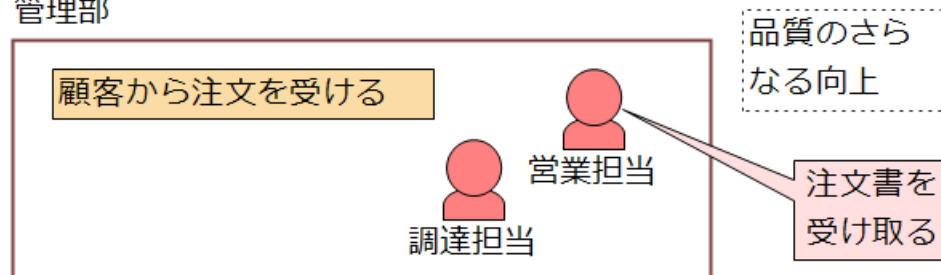 管理部
品質のさら
なる向上
顧客から注文を受ける
営業担当
注文書を
受け取る
調達担当